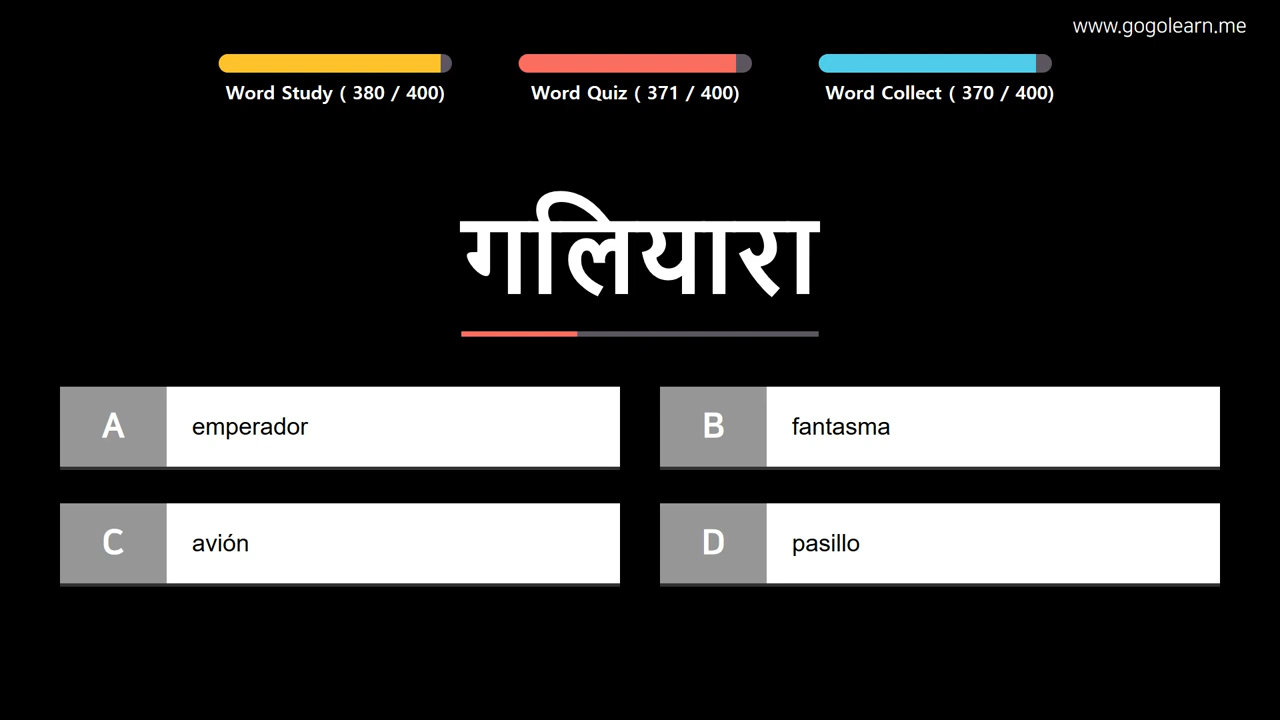 www.gogolearn.me
Word Study ( 380 / 400)
Word Quiz ( 371 / 400)
Word Collect ( 370 / 400)
गलियारा
A emperador
B fantasma
C avión
D pasillo